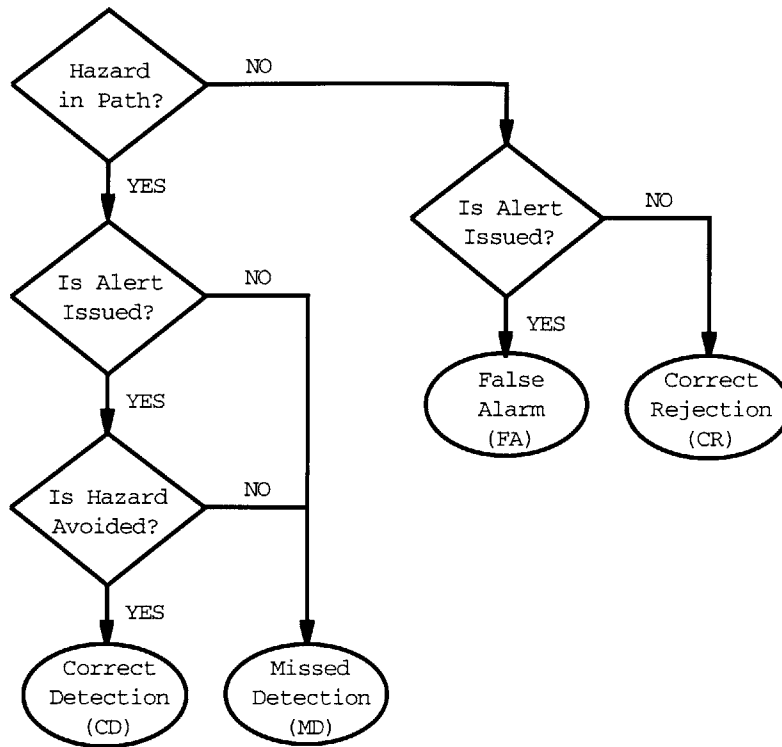 Hazard
in Path?
NO
YES
Is Alert
Issued?
NO
YES
Is Alert
Issued?
NO
YES
False
Alarm
(FA)
Correct
Rejection
(CR)
Is Hazard
Avoided?
NO
YES
Correct
Detection
(CD)
Missed
Detection
(MD)